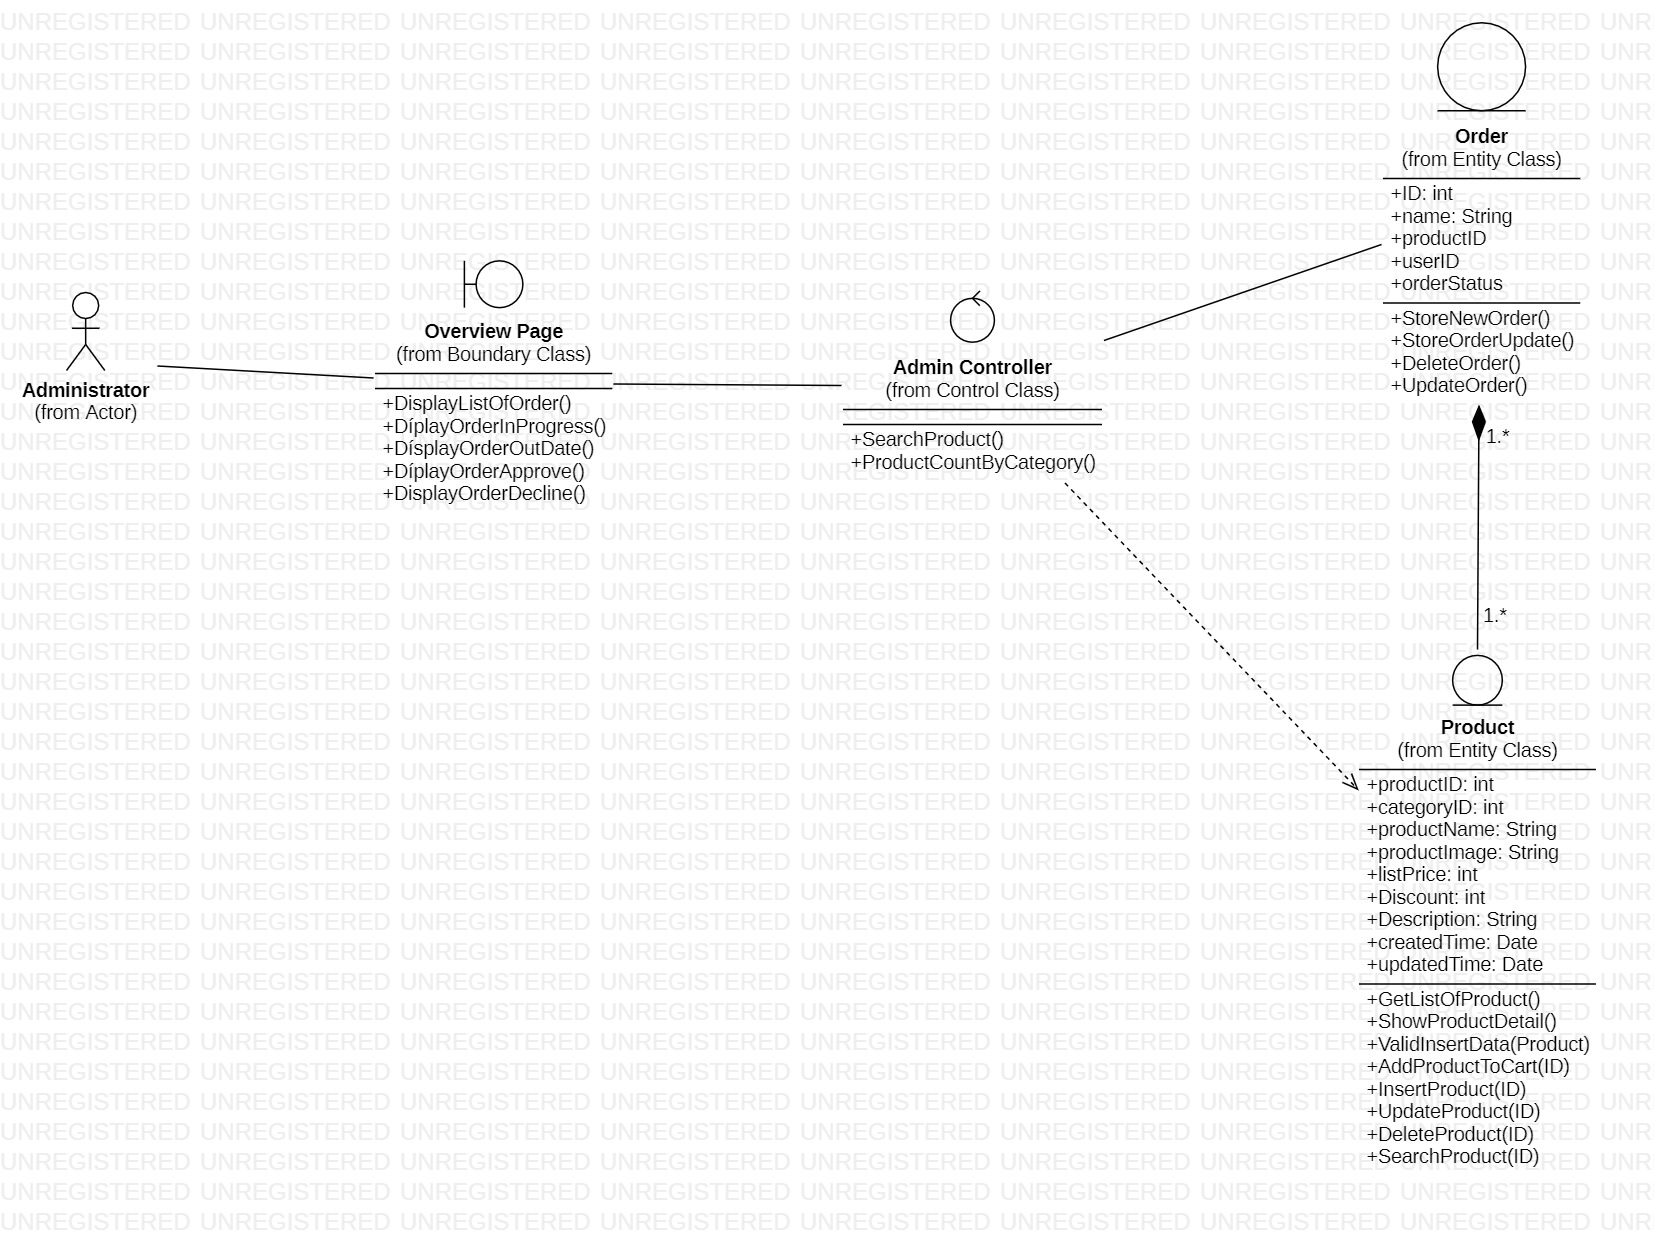 Administrator
(from Actor)
Overview Page
(from Boundary Class)
+DisplayListOfOrder()
+DíplayOrderInProgress()
+DísplayOrderOutDate()
+DíplayOrderApprove()
+DisplayOrderDecline()
Admin Controller
(from Control Class)
+SearchProduct()
+ProductCountByCategory()
Order
(from Entity Class)
+ID: int
+name: String
+productID
+userID
+orderStatus
+StoreNewOrder()
+StoreOrderUpdate()
+DeleteOrder()
+UpdateOrder()
1.*
1.*
Product
(from Entity Class)
+productID: int
+categoryID: int
+productName: String
+productImage: String
+listPrice: int
+Discount: int
+Description: String
+createdTime: Date
+updatedTime: Date
+GetListOfProduct()
+ShowProductDetail()
+ValidInsertData(Product)
+AddProductToCart(ID)
+InsertProduct(ID)
+UpdateProduct(ID)
+DeleteProduct(ID)
+SearchProduct(ID)
UNREGISTERED